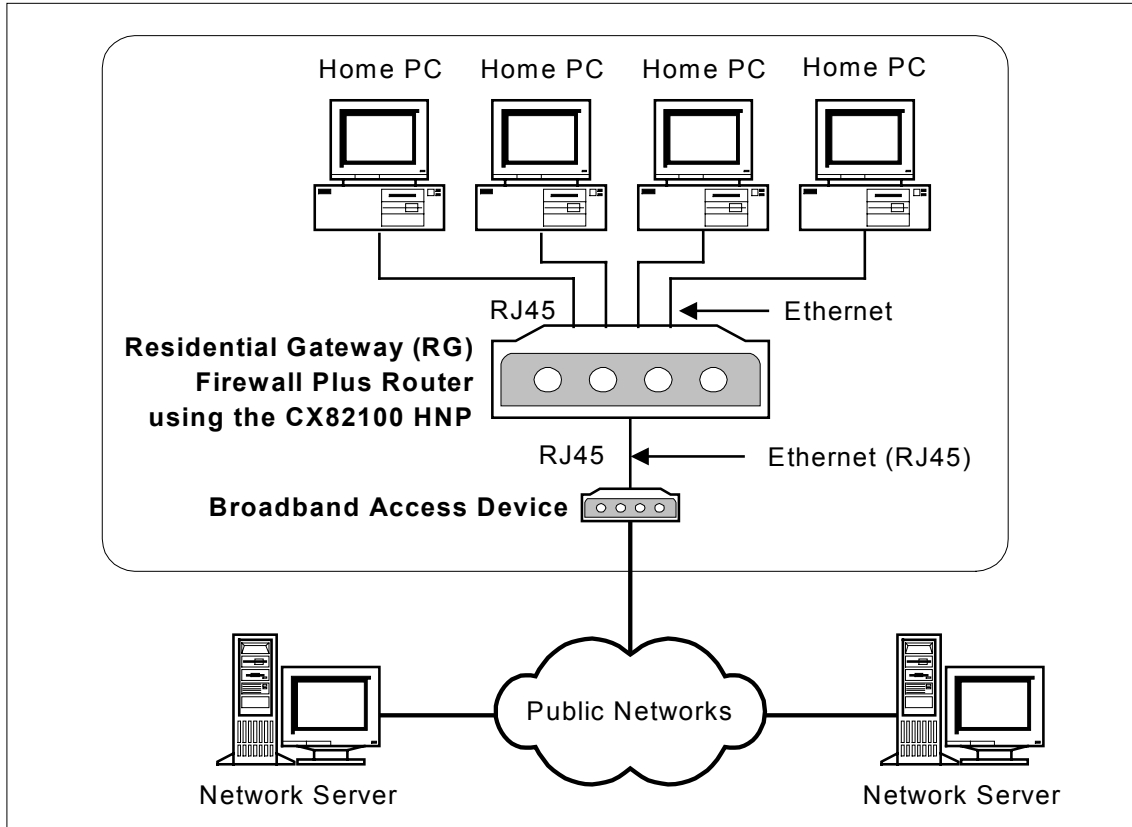 Home PC
Home PC
Home PC
Home PC
RJ45
Ethernet
Residential Gateway (RG)
Firewall Plus Router
using the CX82100 HNP
RJ45
Ethernet (RJ45)
Broadband Access Device
Public Networks
Network Server
Network Server